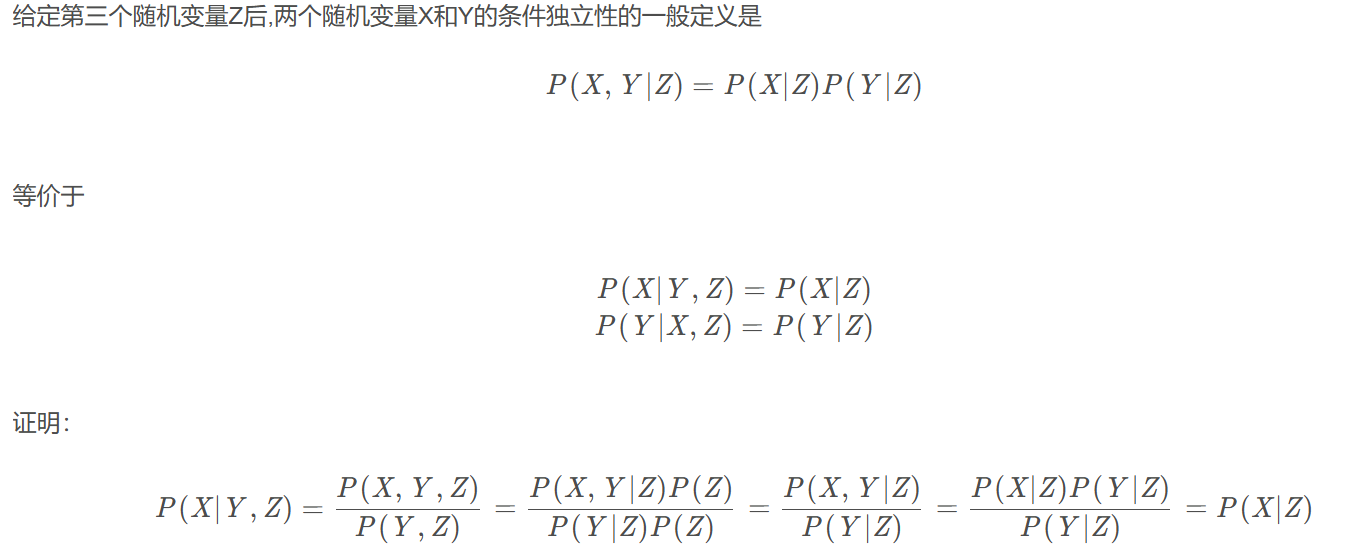 给定第三个随机变量Z后,两个随机变量X和Y的条件独立性的一般定义是
P(X, Y|Z) = P(X|Z)P(Y|Z)
等价于
P(X|Y, Z) = P(X|Z)
P(Y|X, Z) = P(Y|Z)
证明：
P(X|Y, Z) = \frac{P(X, Y, Z)}{P(Y, Z)} = \frac{P(X, Y|Z)P(Z)}{P(Y|Z)P(Z)} = \frac{P(X, Y|Z)}{P(Y|Z)} = \frac{P(X|Z)P(Y|Z)}{P(Y|Z)} = P(X|Z)